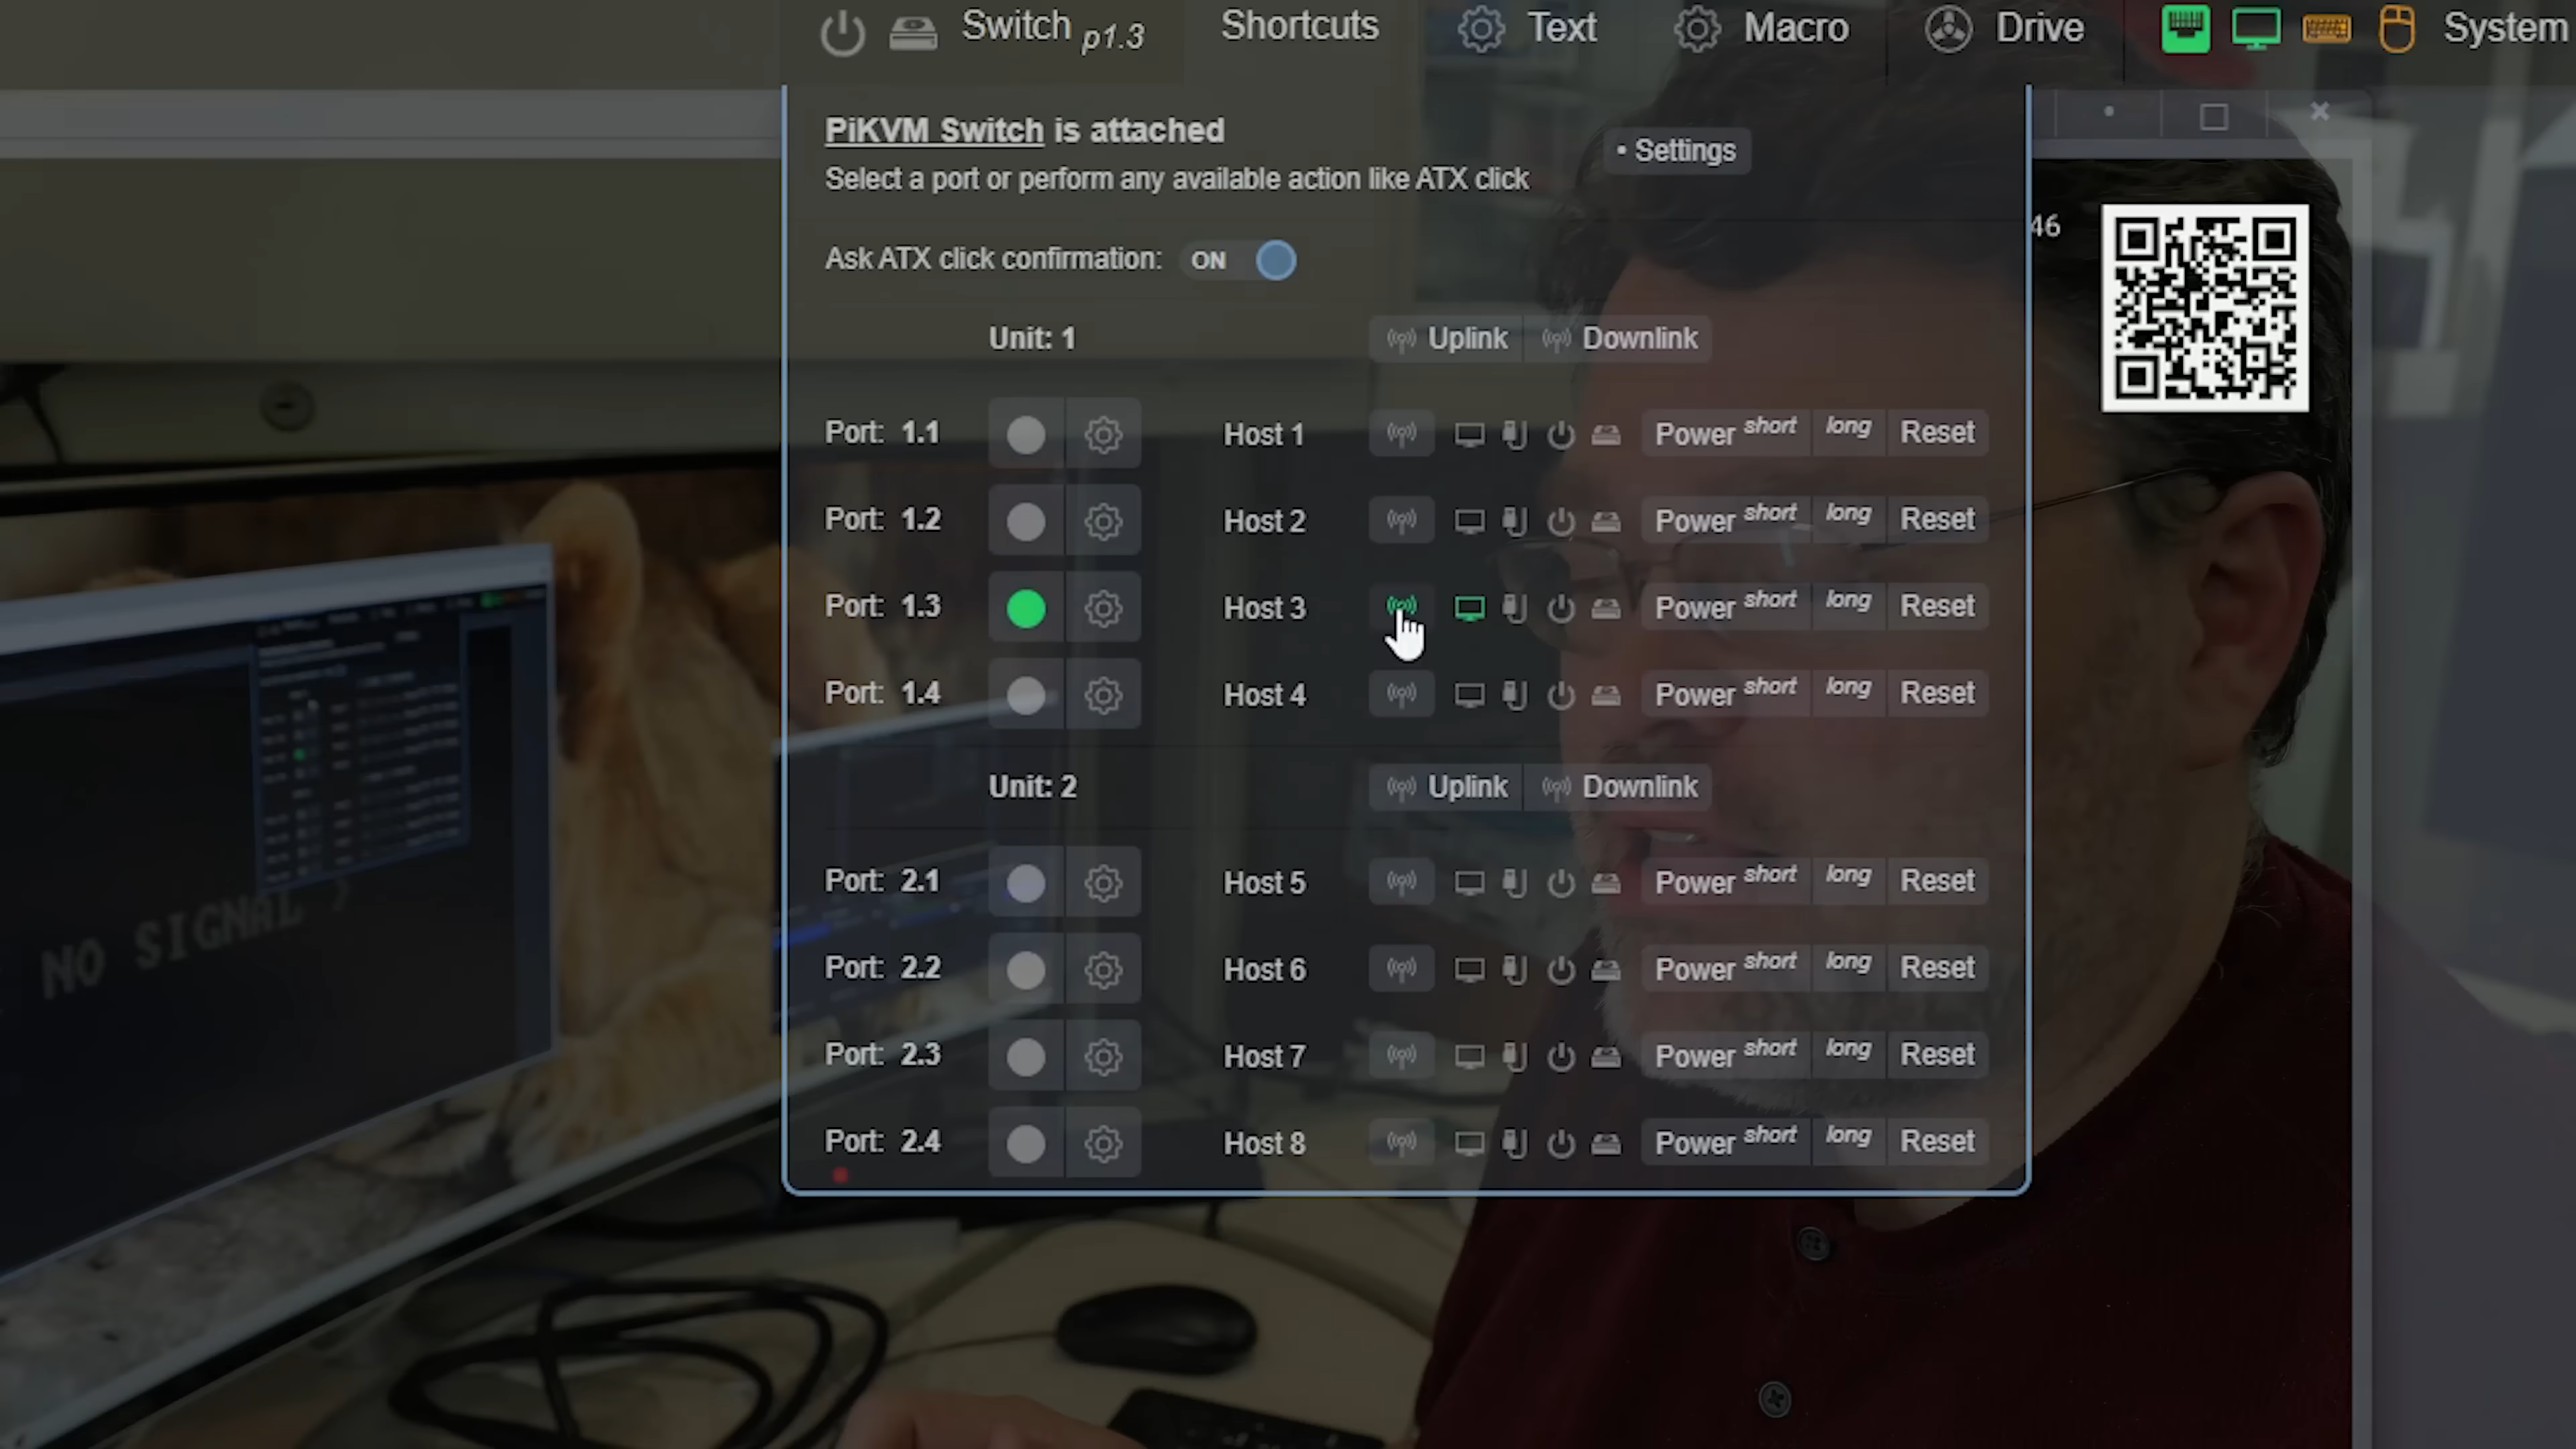 Switch p1.3 Shortcuts Text Macro Drive System
PiKVM Switch is attached
• Settings
Select a port or perform any available action like ATX click
46
Ask ATX click confirmation: ON
Unit: 1 Uplink Downlink
Port: 1.1 Host 1 Power short long Reset
Port: 1.2 Host 2 Power short long Reset
Port: 1.3 Host 3 Power short long Reset
Port: 1.4 Host 4 Power short long Reset
Unit: 2 Uplink Downlink
Port: 2.1 Host 5 Power short long Reset
Port: 2.2 Host 6 Power short long Reset
Port: 2.3 Host 7 Power short long Reset
Port: 2.4 Host 8 Power short long Reset
NO SIGNAL